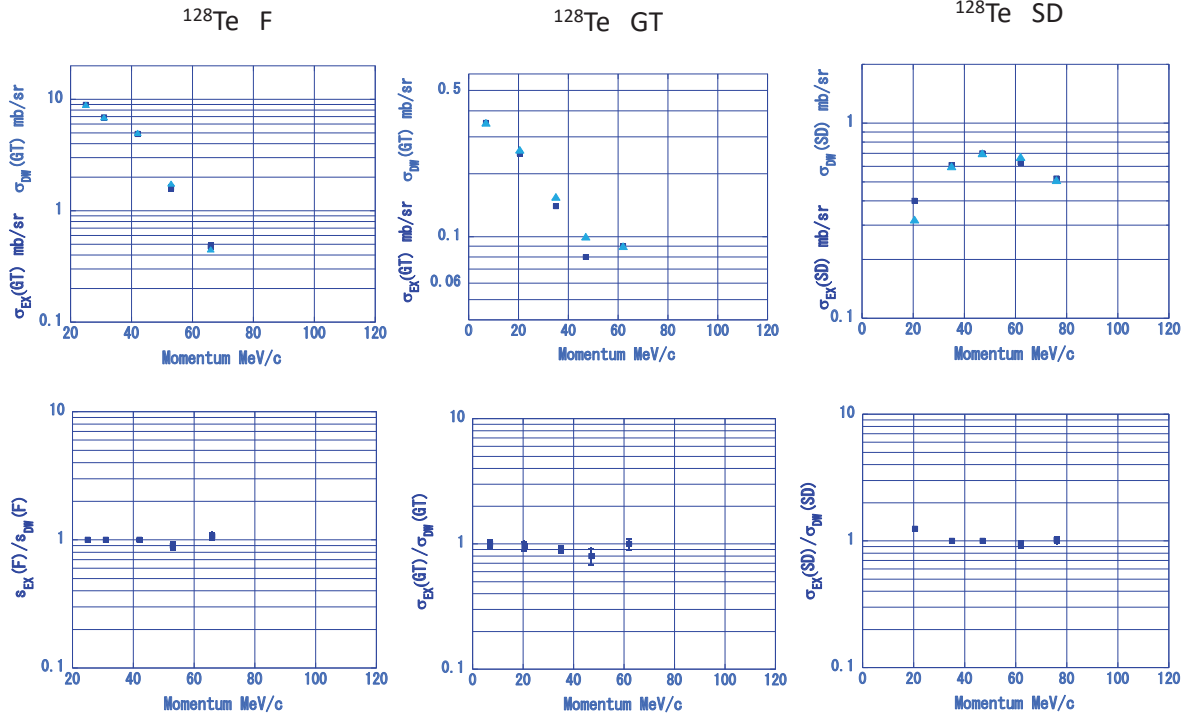 ¹²⁸Te F
σEX(GT) mb/sr σDW(GT) mb/sr
10
1
0.1
20 40 60 80 100 120
Momentum MeV/c
¹²⁸Te GT
σEX(GT) mb/sr σDW(GT) mb/sr
0.5
0.1
0.06
0 20 40 60 80 100 120
Momentum MeV/c
¹²⁸Te SD
σEX(SD) mb/sr σDW(SD) mb/sr
1
0.1
0 20 40 60 80 100 120
Momentum MeV/c
sEX(F)/sDW(F)
10
1
0.1
20 40 60 80 100 120
Momentum MeV/c
σEX(GT)/σDW(GT)
10
1
0.1
0 20 40 60 80 100 120
Momentum MeV/c
σEX(SD)/σDW(SD)
10
1
0.1
0 20 40 60 80 100 120
Momentum MeV/c